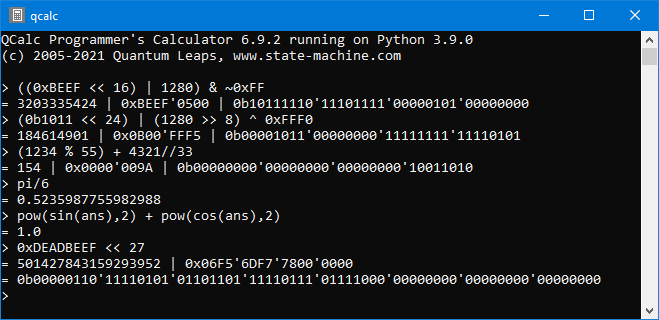 qcalc
QCalc Programmer's Calculator 6.9.2 running on Python 3.9.0
(c) 2005-2021 Quantum Leaps, www.state-machine.com
> ((0xBEEF << 16) | 1280) & ~0xFF
= 3203335424 | 0xBEEF'0500 | 0b10111110'11101111'00000101'00000000
> (0b1011 << 24) | (1280 >> 8) ^ 0xFFF0
= 184614901 | 0x0B00'FFF5 | 0b00001011'00000000'11111111'11110101
> (1234 % 55) + 4321//33
= 154 | 0x0000'009A | 0b00000000'00000000'00000000'10011010
> pi/6
= 0.5235987755982988
> pow(sin(ans),2) + pow(cos(ans),2)
= 1.0
> 0xDEADBEEF << 27
= 501427843159293952 | 0x06F5'6DF7'7800'0000
= 0b00000110'11110101'01101101'11110111'01111000'00000000'00000000'00000000
>